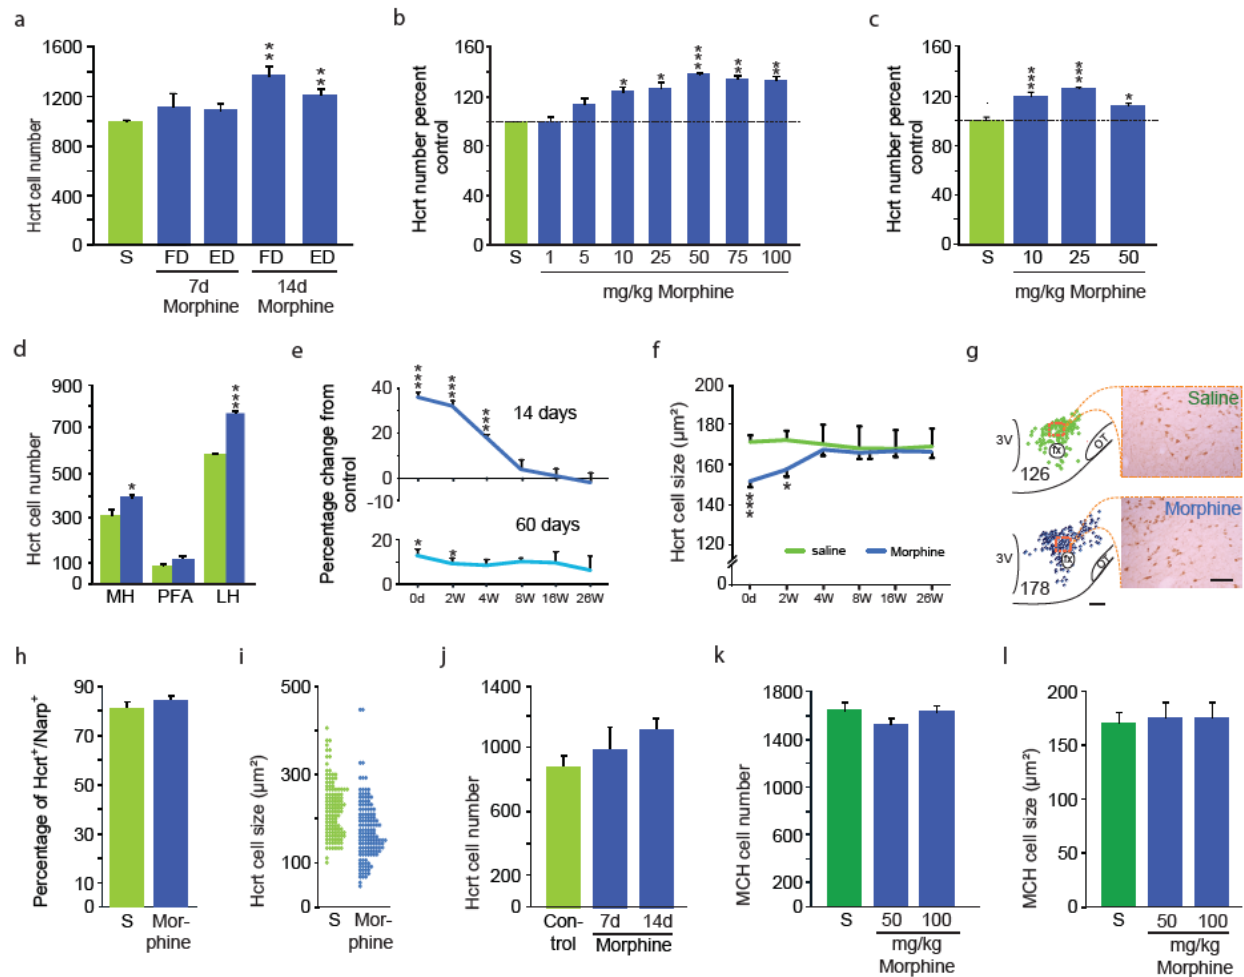 a
Hcrt cell number
1600
1200
800
400
0
**
**
S FD ED FD ED
7d 14d
Morphine Morphine
b
Hcrt number percent
control
160
120
80
40
0
* * *** ** **
S 1 5 10 25 50 75 100
mg/kg Morphine
c
Hcrt number percent
control
160
120
80
40
0
*** *** *
S 10 25 50
mg/kg Morphine
d
Hcrt cell number
900
700
500
300
100
0
*
***
MH PFA LH
e
Percentage change from
control
40
20
0
-10
*** *** ***
14 days
60 days
20
0
* *
0d 2W 4W 8W 16W 26W
f
Hcrt cell size (µm²)
200
180
160
140
120
0
***
*
saline Morphine
0d 2W 4W 8W 16W 26W
g
Saline
3V
fx
OT
126
Morphine
3V
fx
OT
178
h
Percentage of Hcrt+/Narp+
90
70
50
30
10
0
S Mor-
phine
i
Hcrt cell size (µm²)
500
300
100
0
S Mor-
phine
j
Hcrt cell number
1400
1000
800
400
200
0
Con-
trol
7d 14d
Morphine
k
MCH cell number
1800
1400
1000
600
200
0
S 50 100
mg/kg
Morphine
l
MCH cell size (µm²)
200
150
100
50
0
S 50 100
mg/kg
Morphine